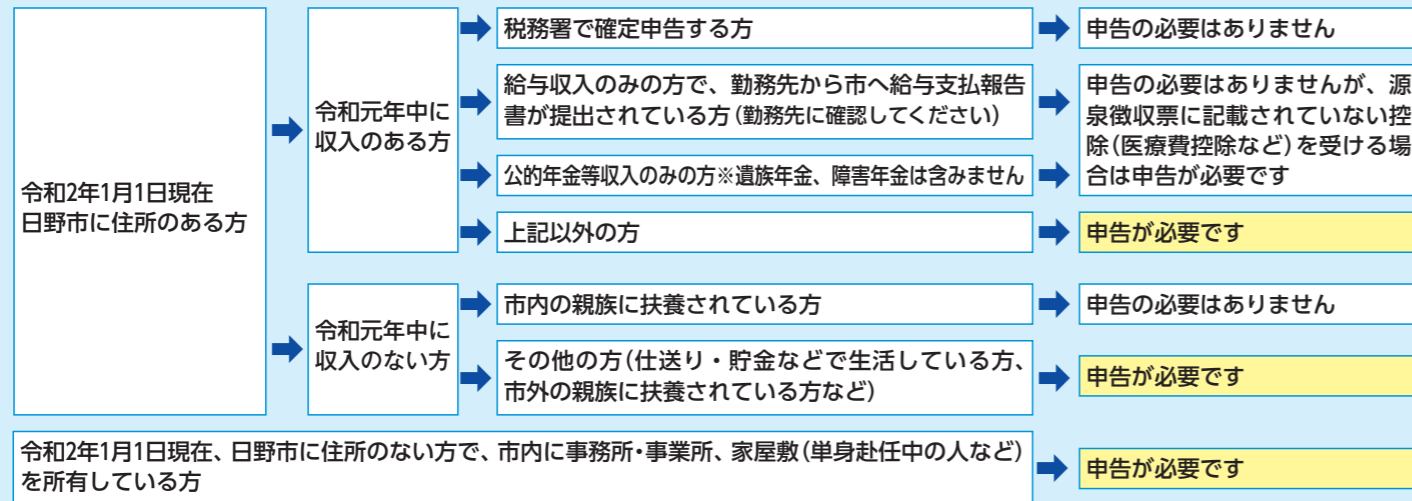 令和2年1月1日現在
日野市に住所のある方
令和元年中に
収入のある方
税務署で確定申告する方
申告の必要はありません
給与収入のみの方で、勤務先から市へ給与支払報告
書が提出されている方(勤務先に確認してください)
公的年金等収入のみの方※遺族年金、障害年金は含みません
申告の必要はありませんが、源
泉徴収票に記載されていない控
除(医療費控除など)を受ける場
合は申告が必要です
上記以外の方
申告が必要です
令和元年中に
収入のない方
市内の親族に扶養されている方
申告の必要はありません
その他の方(仕送り・貯金などで生活している方、
市外の親族に扶養されている方など)
申告が必要です
令和2年1月1日現在、日野市に住所のない方で、市内に事務所・事業所、家屋敷(単身赴任中の人など)
を所有している方
申告が必要です